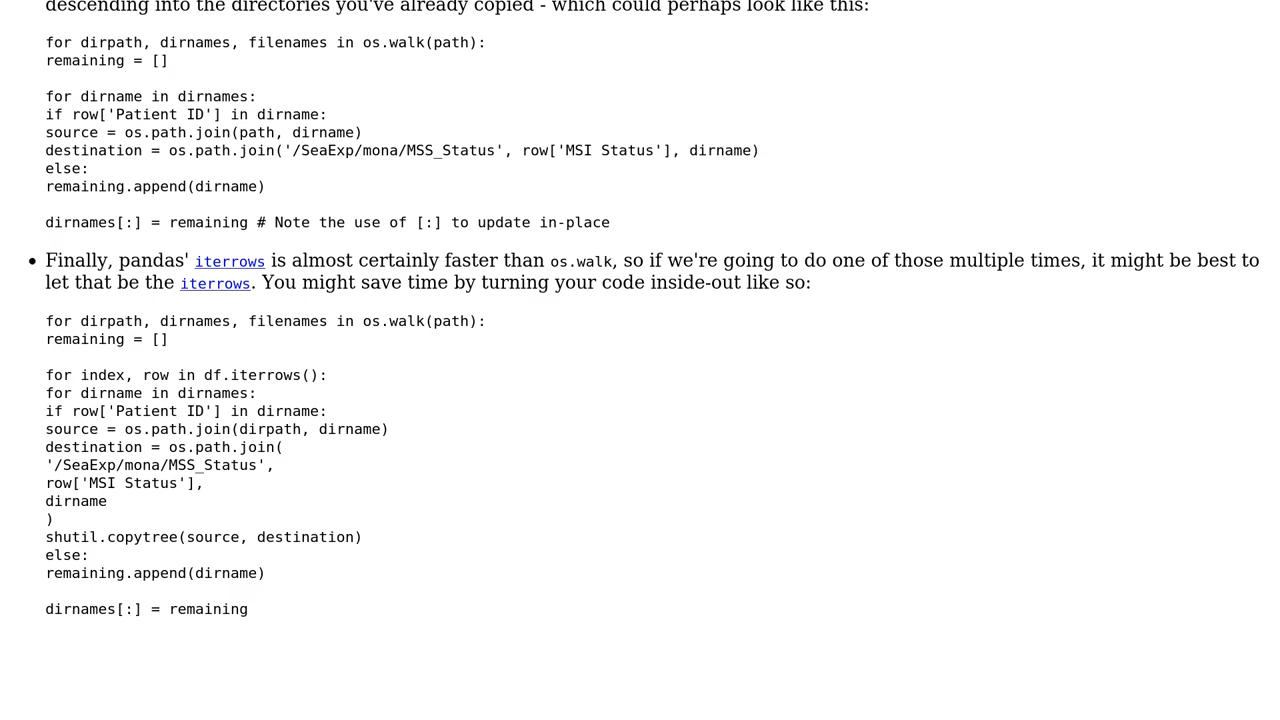 descending into the directories you've already copied - which could perhaps look like this:
for dirpath, dirnames, filenames in os.walk(path):
remaining = []
for dirname in dirnames:
if row['Patient ID'] in dirname:
source = os.path.join(path, dirname)
destination = os.path.join('/SeaExp/mona/MSS_Status', row['MSI Status'], dirname)
else:
remaining.append(dirname)
dirnames[:] = remaining # Note the use of [:] to update in-place
• Finally, pandas' iterrows is almost certainly faster than os.walk, so if we're going to do one of those multiple times, it might be best to
let that be the iterrows. You might save time by turning your code inside-out like so:
for dirpath, dirnames, filenames in os.walk(path):
remaining = []
for index, row in df.iterrows():
for dirname in dirnames:
if row['Patient ID'] in dirname:
source = os.path.join(dirpath, dirname)
destination = os.path.join(
'/SeaExp/mona/MSS_Status',
row['MSI Status'],
dirname
)
shutil.copytree(source, destination)
else:
remaining.append(dirname)
dirnames[:] = remaining